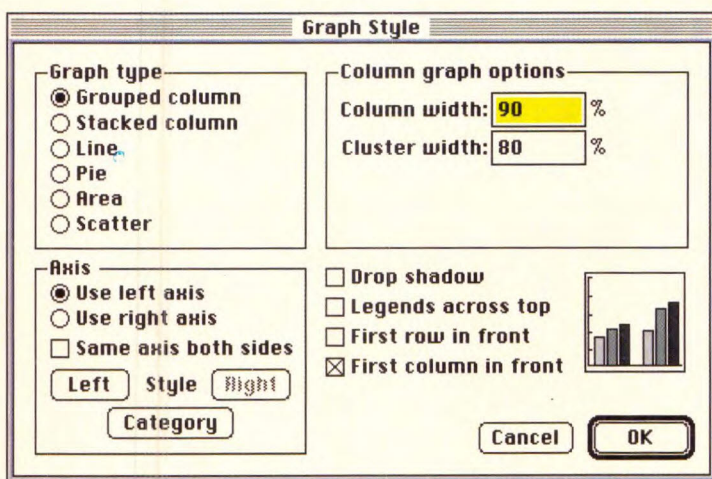 Graph Style
Graph type
Grouped column
Stacked column
Line
Pie
Area
Scatter
Column graph options
Column width: 90 %
Cluster width: 80 %
Axis
Use left axis
Use right axis
Same axis both sides
Left Style Right
Category
Drop shadow
Legends across top
First row in front
First column in front
Cancel OK